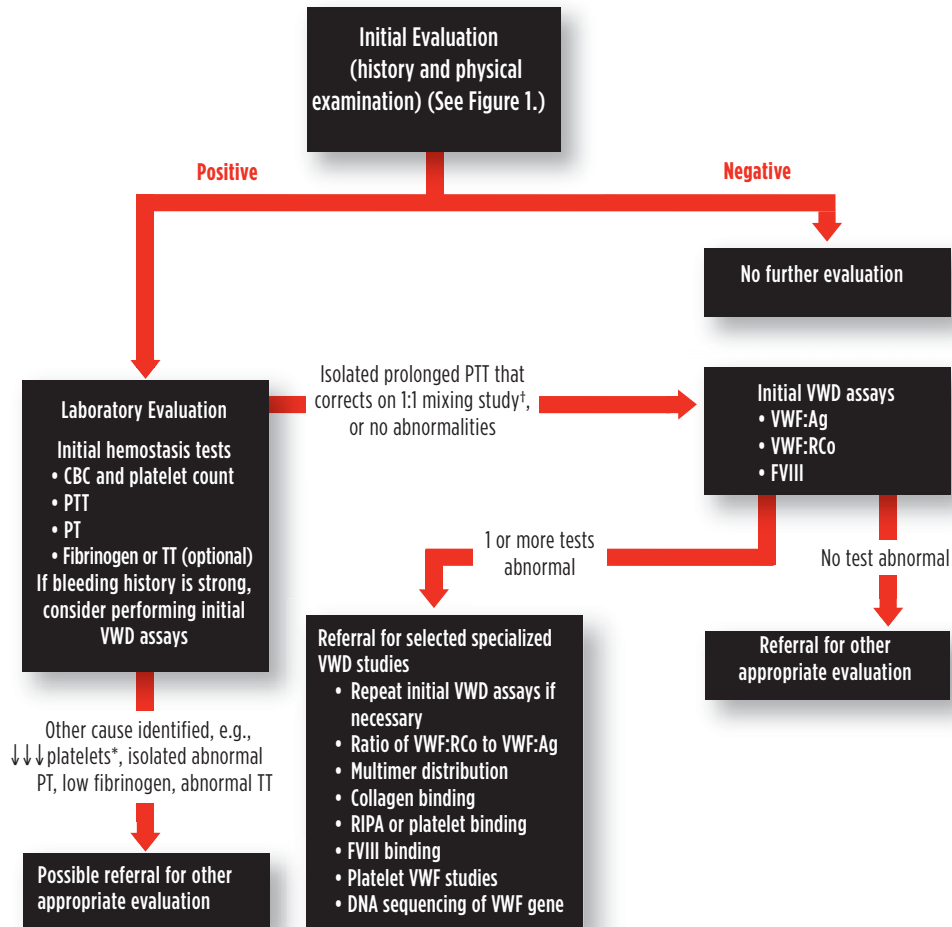 Initial Evaluation
(history and physical
examination) (See Figure 1.)
Positive
Negative
No further evaluation
Laboratory Evaluation
Initial hemostasis tests
• CBC and platelet count
• PTT
• PT
• Fibrinogen or TT (optional)
If bleeding history is strong,
consider performing initial
VWD assays
Isolated prolonged PTT that
corrects on 1:1 mixing study†,
or no abnormalities
Initial VWD assays
• VWF:Ag
• VWF:RCo
• FVIII
1 or more tests
abnormal
No test abnormal
Referral for selected specialized
VWD studies
• Repeat initial VWD assays if
necessary
• Ratio of VWF:RCo to VWF:Ag
• Multimer distribution
• Collagen binding
• RIPA or platelet binding
• FVIII binding
• Platelet VWF studies
• DNA sequencing of VWF gene
Referral for other
appropriate evaluation
Other cause identified, e.g.,
↓↓↓platelets*, isolated abnormal
PT, low fibrinogen, abnormal TT
Possible referral for other
appropriate evaluation